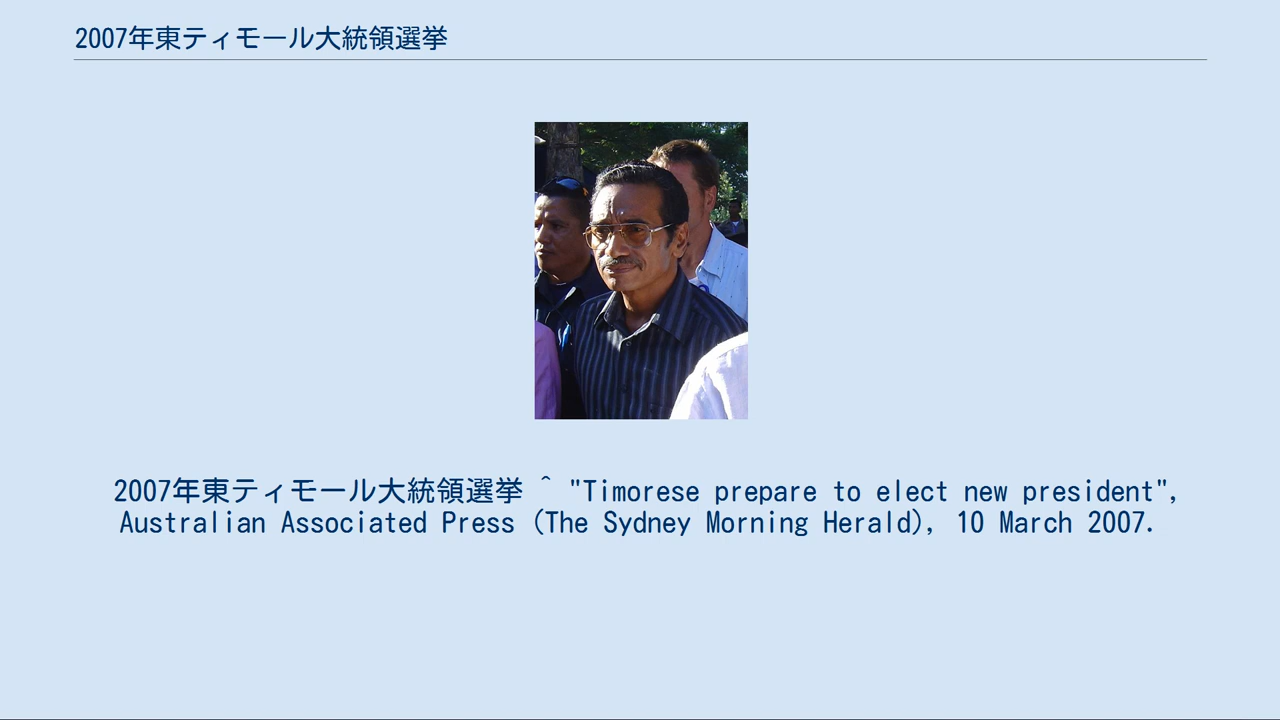 2007年東ティモール大統領選挙
2007年東ティモール大統領選挙 ^ "Timorese prepare to elect new president",
Australian Associated Press (The Sydney Morning Herald), 10 March 2007.